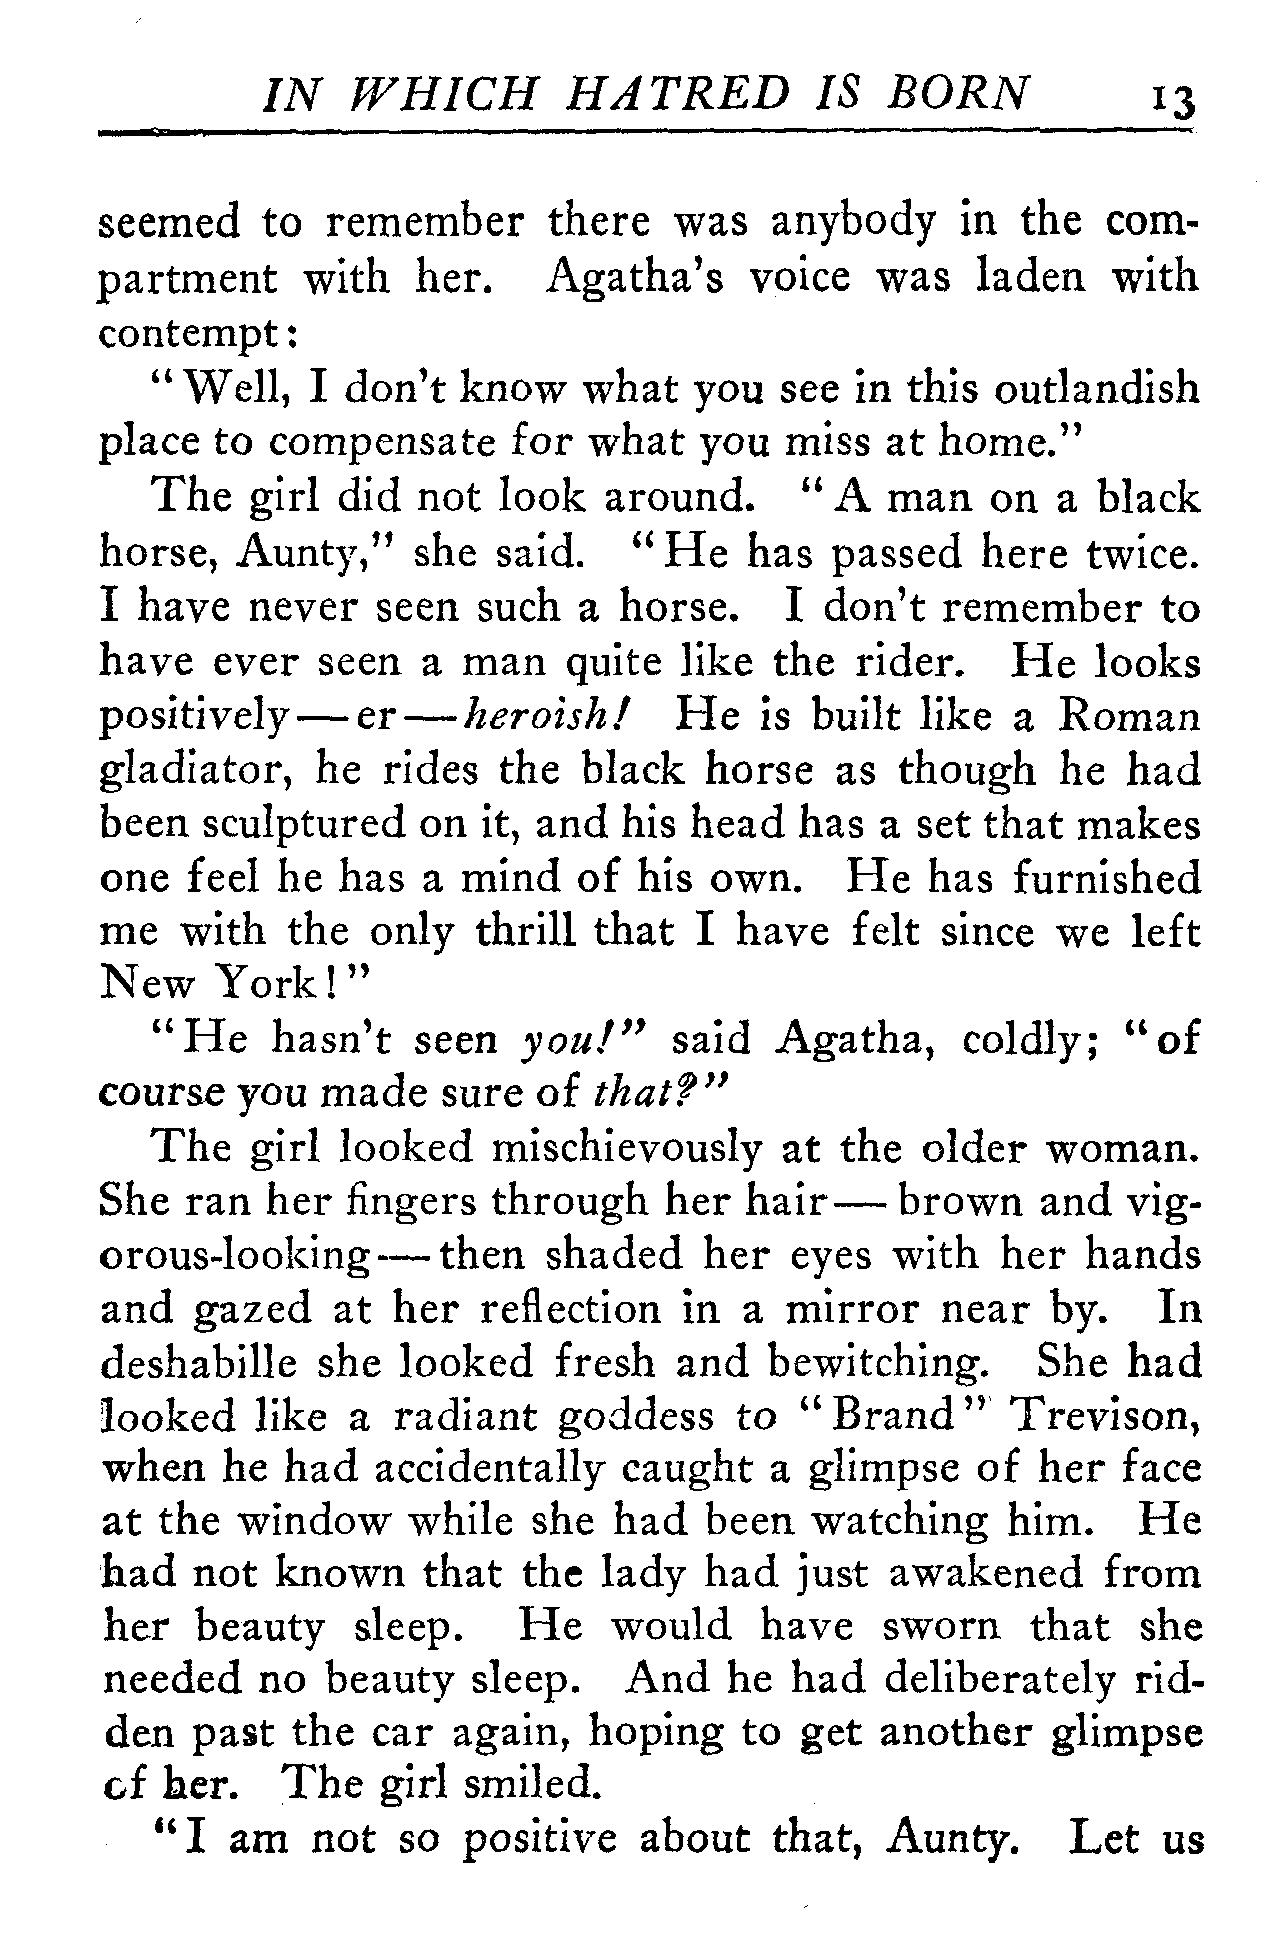 IN WHICH HATRED IS BORN 13
seemed to remember there was anybody in the com-
partment with her. Agatha's voice was laden with
contempt:
"Well, I don't know what you see in this outlandish
place to compensate for what you miss at home."
The girl did not look around. "A man on a black
horse, Aunty," she said. "He has passed here twice.
I have never seen such a horse. I don't remember to
have ever seen a man quite like the rider. He looks
positively—er—heroish! He is built like a Roman
gladiator, he rides the black horse as though he had
been sculptured on it, and his head has a set that makes
one feel he has a mind of his own. He has furnished
me with the only thrill that I have felt since we left
New York!"
"He hasn't seen you!" said Agatha, coldly; "of
course you made sure of that?"
The girl looked mischievously at the older woman.
She ran her fingers through her hair—brown and vig-
orous-looking—then shaded her eyes with her hands
and gazed at her reflection in a mirror near by. In
deshabille she looked fresh and bewitching. She had
looked like a radiant goddess to "Brand" Trevison,
when he had accidentally caught a glimpse of her face
at the window while she had been watching him. He
had not known that the lady had just awakened from
her beauty sleep. He would have sworn that she
needed no beauty sleep. And he had deliberately rid-
den past the car again, hoping to get another glimpse
of her. The girl smiled.
"I am not so positive about that, Aunty. Let us